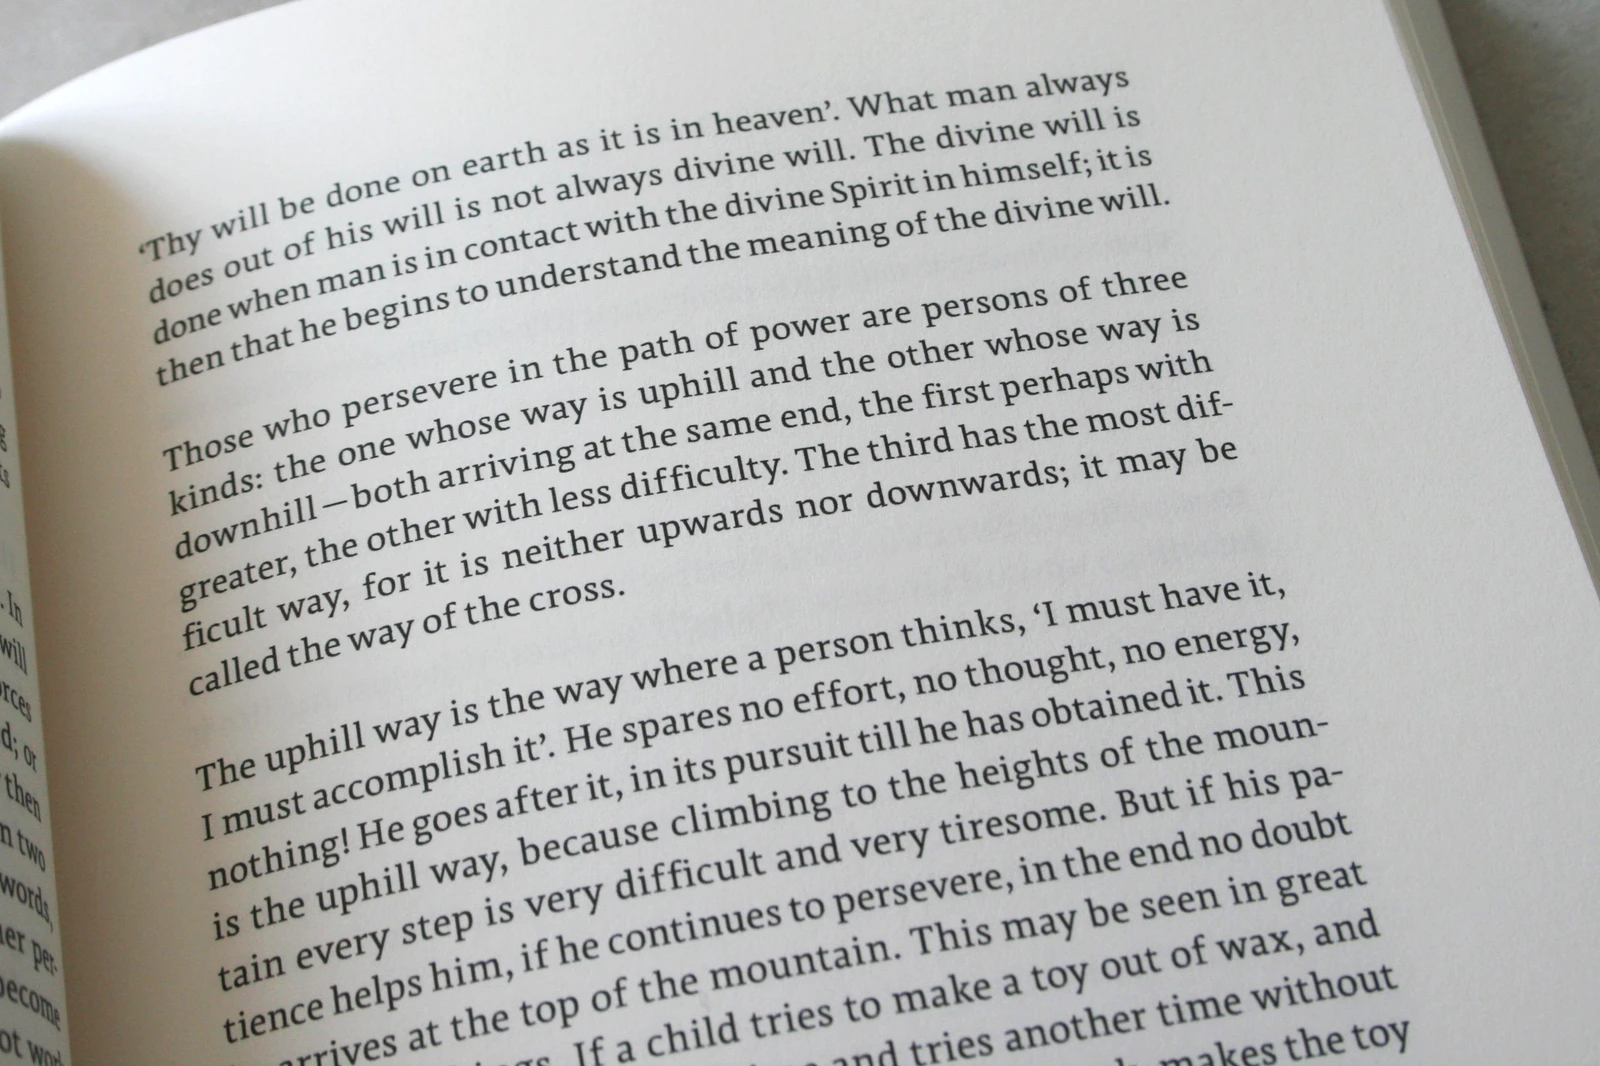 g
ts
. In
will
rces
d; or
then
n two
words,
ner per-
become
ot
‘Thy will be done on earth as it is in heaven’. What man always
does out of his will is not always divine will. The divine will is
done when man is in contact with the divine Spirit in himself; it is
then that he begins to understand the meaning of the divine will.
Those who persevere in the path of power are persons of three
kinds: the one whose way is uphill and the other whose way is
downhill—both arriving at the same end, the first perhaps with
greater, the other with less difficulty. The third has the most dif-
ficult way, for it is neither upwards nor downwards; it may be
called the way of the cross.
The uphill way is the way where a person thinks, ‘I must have it,
I must accomplish it’. He spares no effort, no thought, no energy,
nothing! He goes after it, in its pursuit till he has obtained it. This
is the uphill way, because climbing to the heights of the moun-
tain every step is very difficult and very tiresome. But if his pa-
tience helps him, if he continues to persevere, in the end no doubt
arrives at the top of the mountain. This may be seen in great
If a child tries to make a toy out of wax, and
and tries another time without
makes the toy